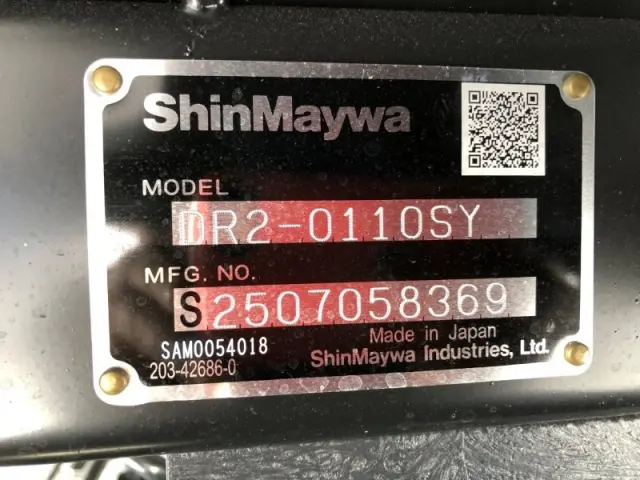 ShinMaywa
MODEL
DR2-0110SY
MFG. NO.
S2507058369
SAM0054018
Made in Japan
203-42686-0
ShinMaywa Industries, Ltd.